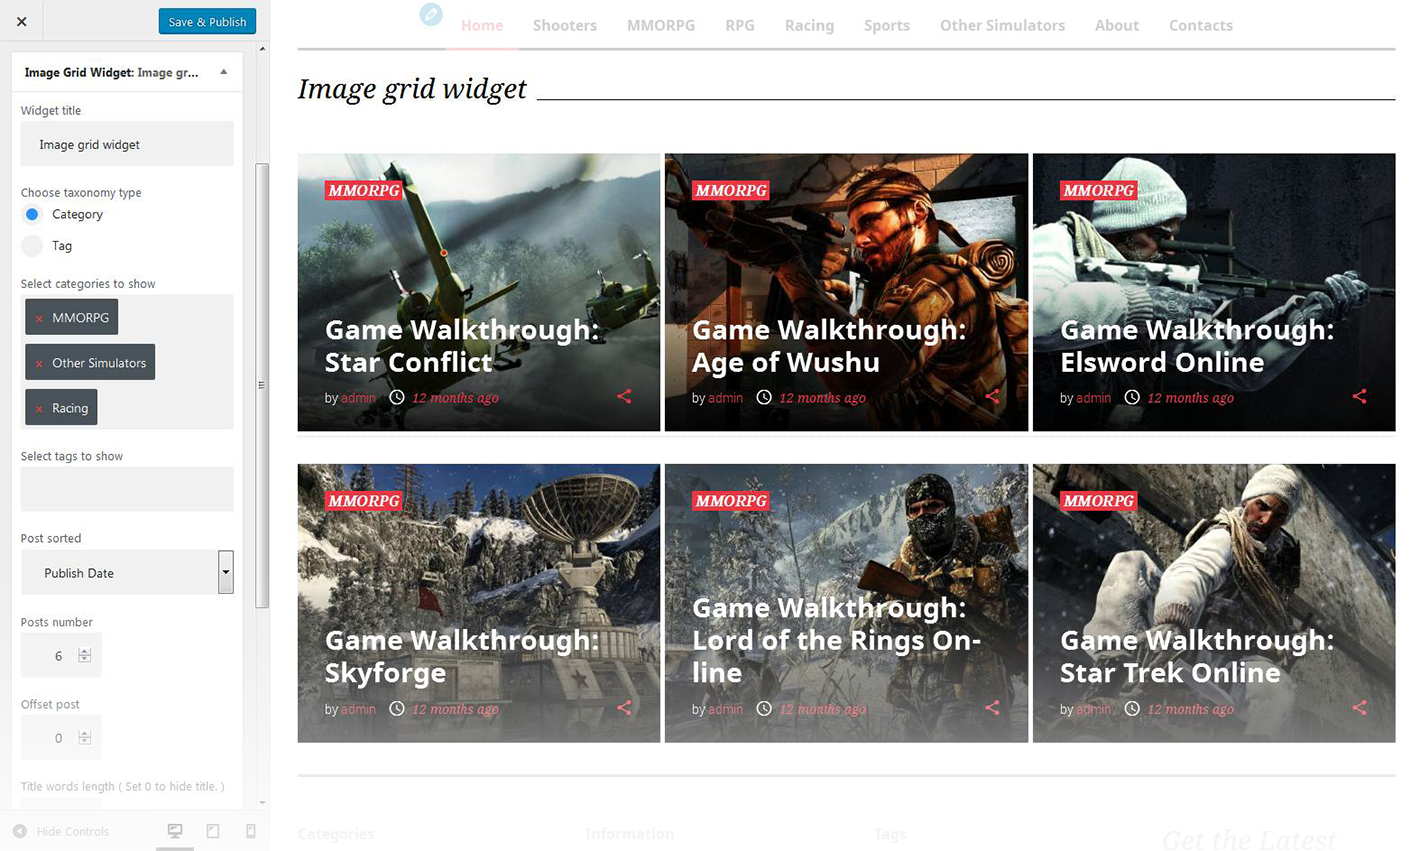 Save & Publish
Image Grid Widget: Image gr...
Widget title
Image grid widget
Choose taxonomy type
Category
Tag
Select categories to show
× MMORPG
× Other Simulators
× Racing
Select tags to show
Post sorted
Publish Date
Posts number
6
Offset post
0
Title words length ( Set 0 to hide title. )
Hide Controls
Home Shooters MMORPG RPG Racing Sports Other Simulators About Contacts
Image grid widget
MMORPG
Game Walkthrough:
Star Conflict
by admin 12 months ago
MMORPG
Game Walkthrough:
Age of Wushu
by admin 12 months ago
MMORPG
Game Walkthrough:
Elsword Online
by admin 12 months ago
MMORPG
Game Walkthrough:
Skyforge
by admin 12 months ago
MMORPG
Game Walkthrough:
Lord of the Rings On-
line
by admin 12 months ago
MMORPG
Game Walkthrough:
Star Trek Online
by admin 12 months ago
Categories Information Tags Get the Latest